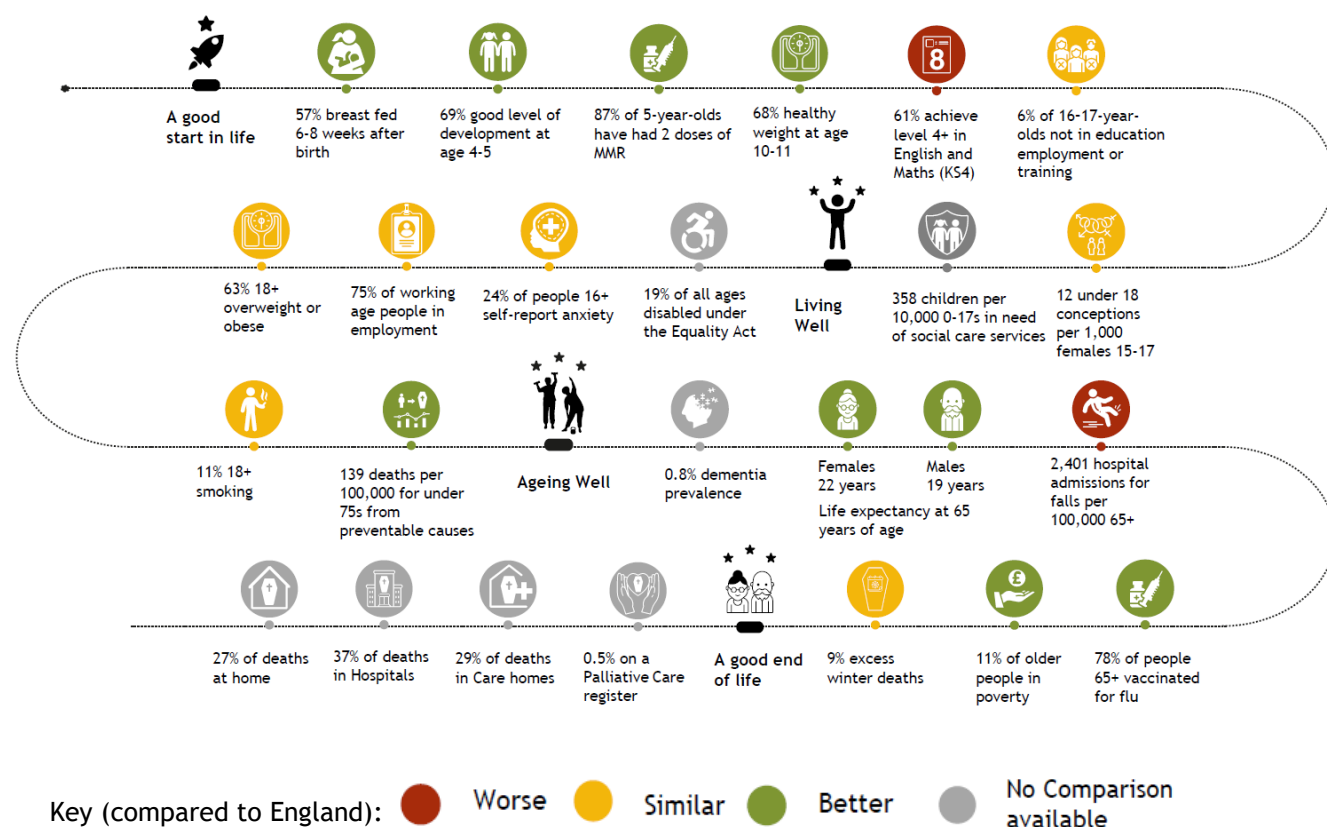 8
A good
start in life
57% breast fed
6-8 weeks after
birth
69% good level of
development at
age 4-5
87% of 5-year-olds
have had 2 doses of
MMR
68% healthy
weight at age
10-11
61% achieve
level 4+ in
English and
Maths (KS4)
6% of 16-17-year-
olds not in education
employment or
training
63% 18+
overweight or
obese
75% of working
age people in
employment
24% of people 16+
self-report anxiety
19% of all ages
disabled under
the Equality Act
Living
Well
358 children per
10,000 0-17s in need
of social care services
12 under 18
conceptions
per 1,000
females 15-17
11% 18+
smoking
139 deaths per
100,000 for under
75s from
preventable causes
Ageing Well
0.8% dementia
prevalence
Females
22 years
Males
19 years
Life expectancy at 65
years of age
2,401 hospital
admissions for
falls per
100,000 65+
27% of deaths
at home
37% of deaths
in Hospitals
29% of deaths
in Care homes
0.5% on a
Palliative Care
register
A good end
of life
9% excess
winter deaths
£
11% of older
people in
poverty
78% of people
65+ vaccinated
for flu
Key (compared to England):
Worse
Similar
Better
No Comparison
available